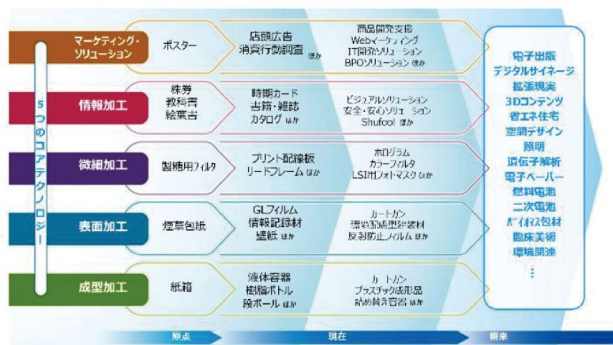 5つのコアテクノロジー
マーケティング・
ソリューション
ポスター
店頭広告
消費行動調査 ほか
商品開発支援
Webマーケティング
IT開発ソリューション
BPOソリューション ほか
情報加工
株券
教科書
絵葉書
時期カード
書籍・雑誌
カタログ ほか
ビジュアルソリューション
安全・安心ソリューション
Shufoo! ほか
微細加工
製糖用フィルタ
プリント配線板
リードフレーム ほか
ホログラム
カラーフィルタ
LSI用フォトマスク ほか
表面加工
煙草包紙
GLフィルム
情報記録材
壁紙 ほか
カートカン
環境配慮型包装材
反射防止フィルム ほか
成型加工
紙箱
液体容器
樹脂ボトル
段ボール ほか
カートカン
プラスチック成形品
詰め替え容器 ほか
電子出版
デジタルサイネージ
拡張現実
3Dコンテンツ
省エネ住宅
空間デザイン
照明
遺伝子解析
電子ペーパー
燃料電池
二次電池
バイオマス包材
臨床美術
環境関連
⋮
原点
現在
将来